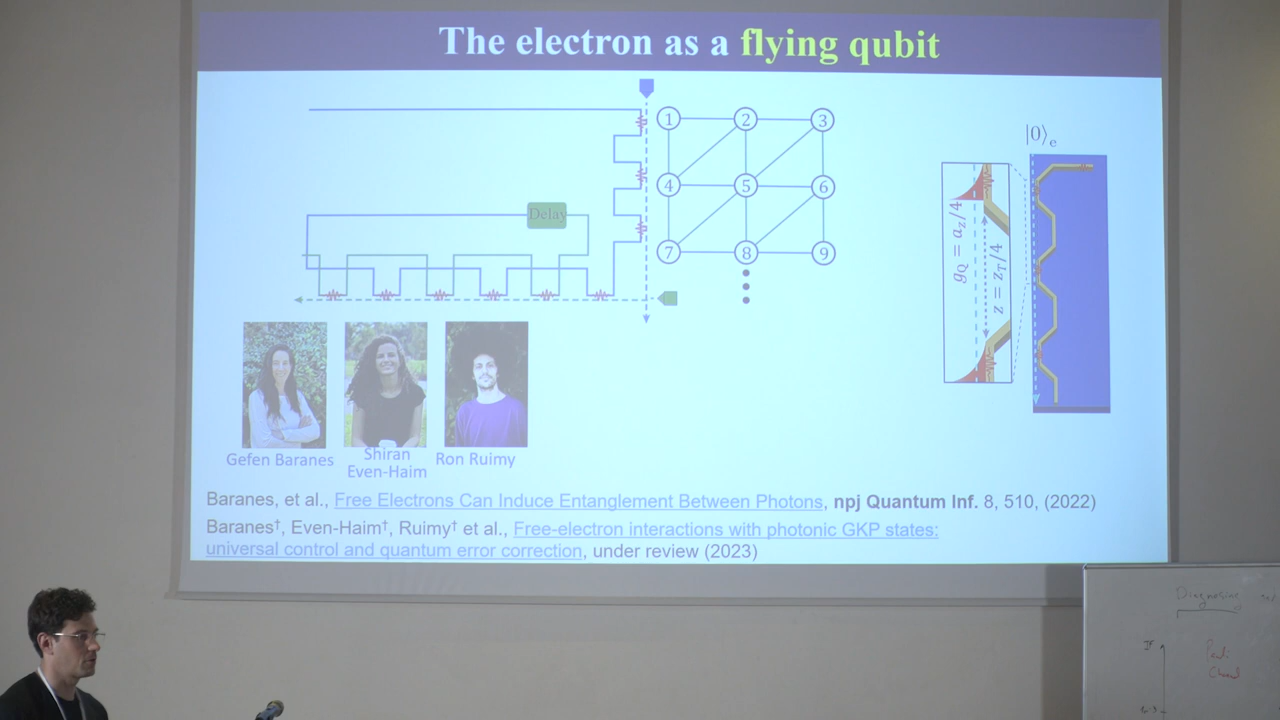 The electron as a flying qubit
|0⟩e
1 2 3
4 5 6
7 8 9
Delay
gQ = aZ/4
z = zT/4
Gefen Baranes
Shiran
Even-Haim
Ron Ruimy
Baranes, et al., Free Electrons Can Induce Entanglement Between Photons, npj Quantum Inf. 8, 510, (2022)
Baranes†, Even-Haim†, Ruimy† et al., Free-electron interactions with photonic GKP states:
universal control and quantum error correction, under review (2023)
Diagnosing